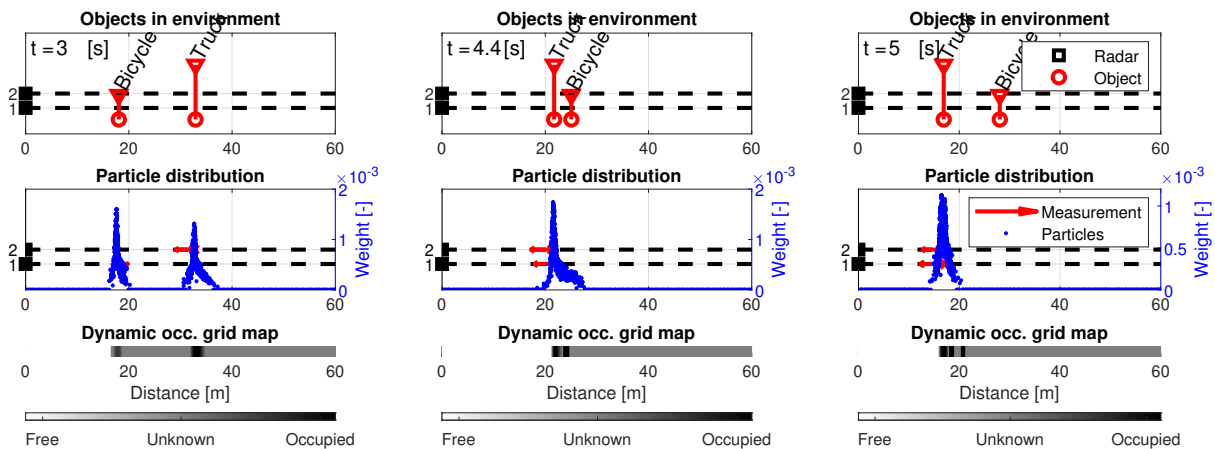 Objects in environment
t = 3 [s]
Bicycle
Truck
2
1
0 20 40 60
Particle distribution
×10⁻³
2
1
0
Weight [-]
2
1
0 20 40 60
Dynamic occ. grid map
0 20 40 60
Distance [m]
Free Unknown Occupied
Objects in environment
t = 4.4 [s]
Truck
Bicycle
2
1
0 20 40 60
Particle distribution
×10⁻³
2
1
0
Weight [-]
2
1
0 20 40 60
Dynamic occ. grid map
0 20 40 60
Distance [m]
Free Unknown Occupied
Objects in environment
t = 5 [s]
Truck
Bicycle
Radar
Object
2
1
0 20 40 60
Particle distribution
×10⁻³
1
0.5
0
Weight [-]
Measurement
Particles
2
1
0 20 40 60
Dynamic occ. grid map
0 20 40 60
Distance [m]
Free Unknown Occupied